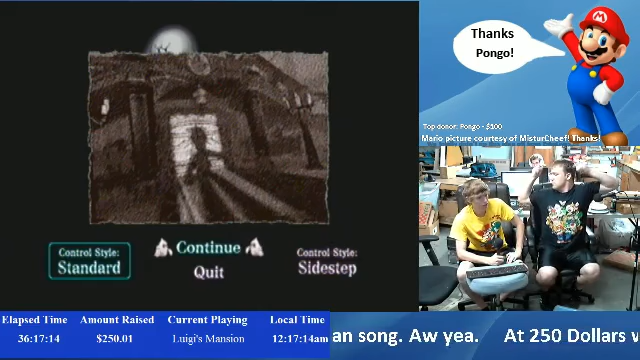 Thanks
Pongo!
Top donor: Pongo - $100
Mario picture courtesy of MisturCheef! Thanks!
Control Style:
Standard
Continue
Quit
Control Style:
Sidestep
Elapsed Time
Amount Raised
Current Playing
Local Time
36:17:14
$250.01
Luigi's Mansion
12:17:14am
an song. Aw yea. At 250 Dollars